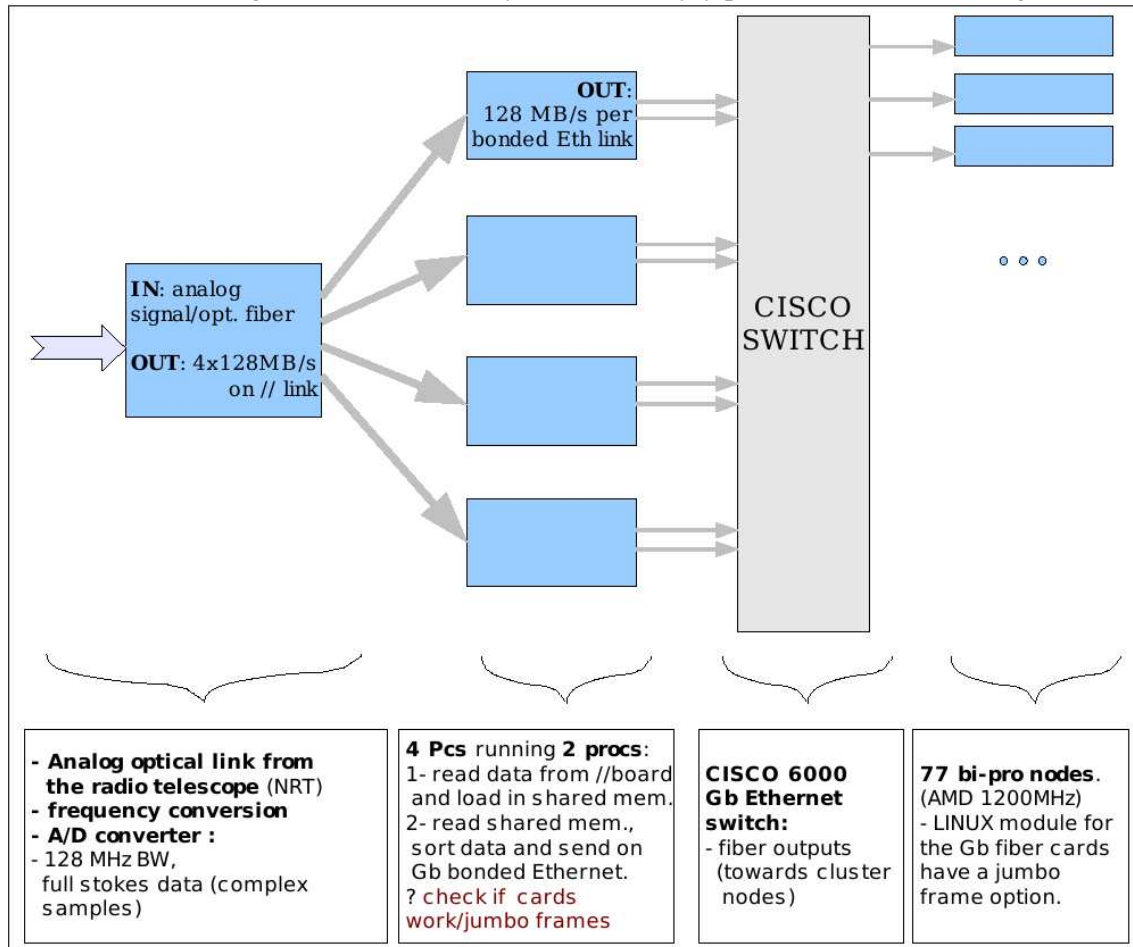 OUT:
128 MB/s per
bonded Eth link
IN: analog
signal/opt. fiber
OUT: 4x128MB/s
on // link
CISCO
SWITCH
- Analog optical link from
the radio telescope (NRT)
- frequency conversion
- A/D converter :
- 128 MHz BW,
full stokes data (complex
samples)
4 Pcs running 2 procs:
1- read data from //board
and load in shared mem.
2- read shared mem.,
sort data and send on
Gb bonded Ethernet.
? check if cards
work/jumbo frames
CISCO 6000
Gb Ethernet
switch:
- fiber outputs
(towards cluster
nodes)
77 bi-pro nodes.
(AMD 1200MHz)
- LINUX module for
the Gb fiber cards
have a jumbo
frame option.